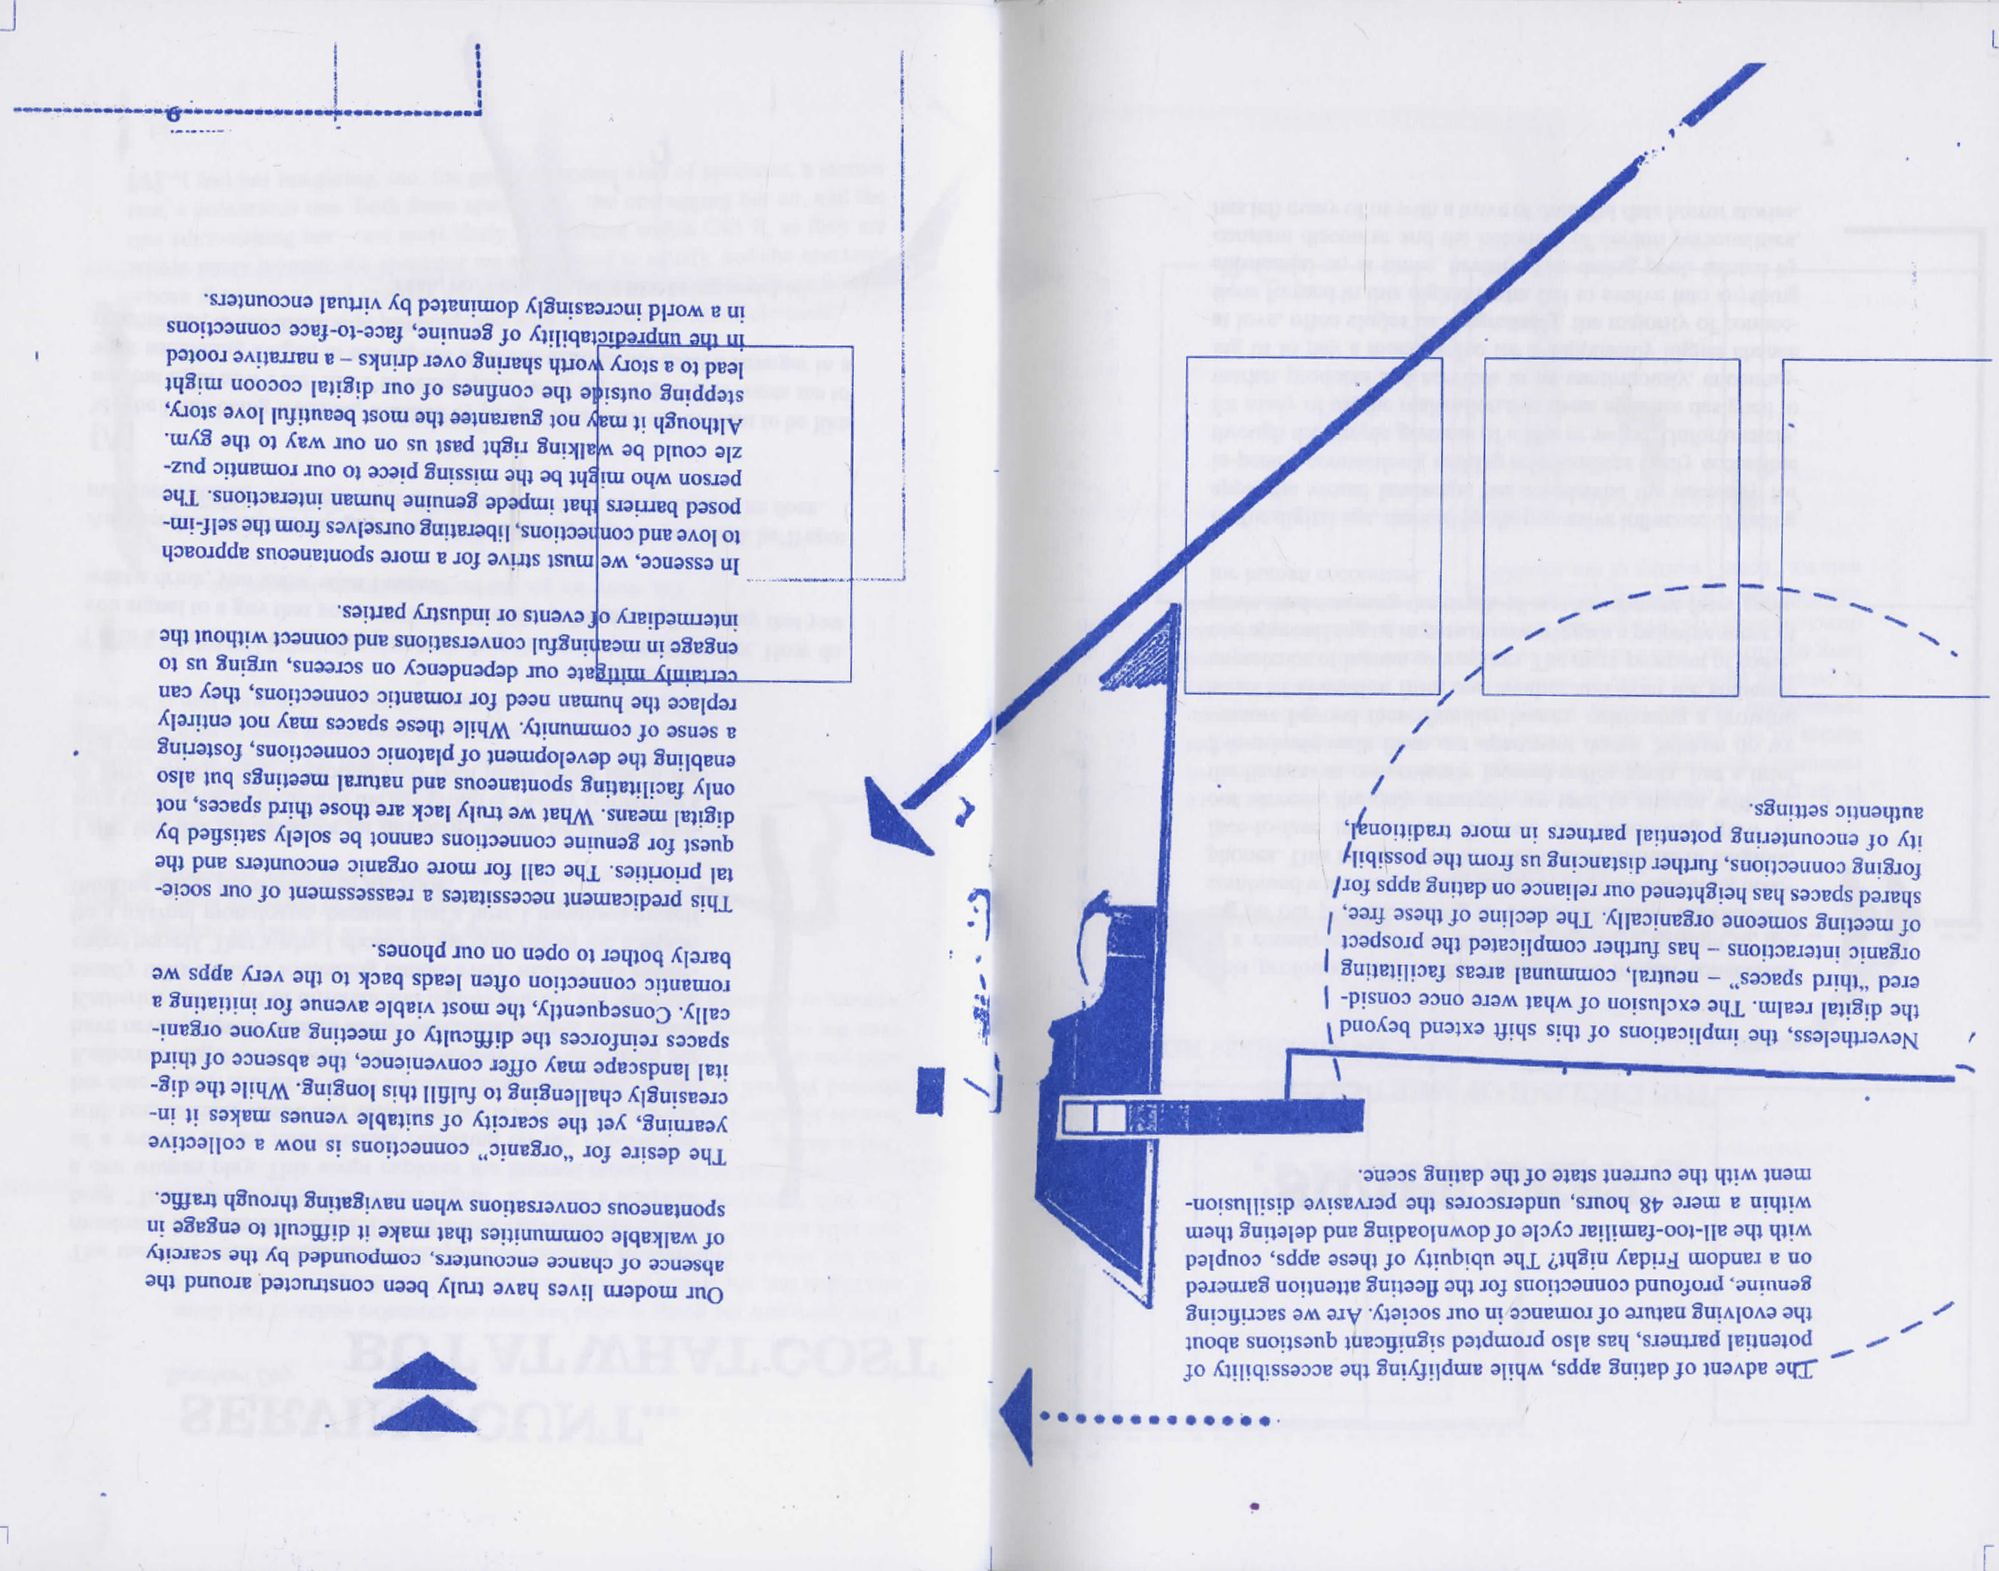 The advent of dating apps, while amplifying the accessibility of
potential partners, has also prompted significant questions about
the evolving nature of romance in our society. Are we sacrificing
genuine, profound connections for the fleeting attention garnered
on a random Friday night? The ubiquity of these apps, coupled
with the all-too-familiar cycle of downloading and deleting them
within a mere 48 hours, underscores the pervasive disillusion-
ment with the current state of the dating scene.
Nevertheless, the implications of this shift extend beyond
the digital realm. The exclusion of what were once consid-
ered “third spaces” – neutral, communal areas facilitating
organic interactions – has further complicated the prospect
of meeting someone organically. The decline of these free,
shared spaces has heightened our reliance on dating apps for
forging connections, further distancing us from the possibil-
ity of encountering potential partners in more traditional,
authentic settings.
Our modern lives have truly been constructed around the
absence of chance encounters, compounded by the scarcity
of walkable communities that make it difficult to engage in
spontaneous conversations when navigating through traffic.
The desire for “organic” connections is now a collective
yearning, yet the scarcity of suitable venues makes it in-
creasingly challenging to fulfill this longing. While the dig-
ital landscape may offer convenience, the absence of third
spaces reinforces the difficulty of meeting anyone organi-
cally. Consequently, the most viable avenue for initiating a
romantic connection often leads back to the very apps we
barely bother to open on our phones.
This predicament necessitates a reassessment of our socie-
tal priorities. The call for more organic encounters and the
quest for genuine connections cannot be solely satisfied by
digital means. What we truly lack are those third spaces, not
only facilitating spontaneous and natural meetings but also
enabling the development of platonic connections, fostering
a sense of community. While these spaces may not entirely
replace the human need for romantic connections, they can
certainly mitigate our dependency on screens, urging us to
engage in meaningful conversations and connect without the
intermediary of events or industry parties.
In essence, we must strive for a more spontaneous approach
to love and connections, liberating ourselves from the self-im-
posed barriers that impede genuine human interactions. The
person who might be the missing piece to our romantic puz-
zle could be walking right past us on our way to the gym.
Although it may not guarantee the most beautiful love story,
stepping outside the confines of our digital cocoon might
lead to a story worth sharing over drinks – a narrative rooted
in the unpredictability of genuine, face-to-face connections
in a world increasingly dominated by virtual encounters.
9